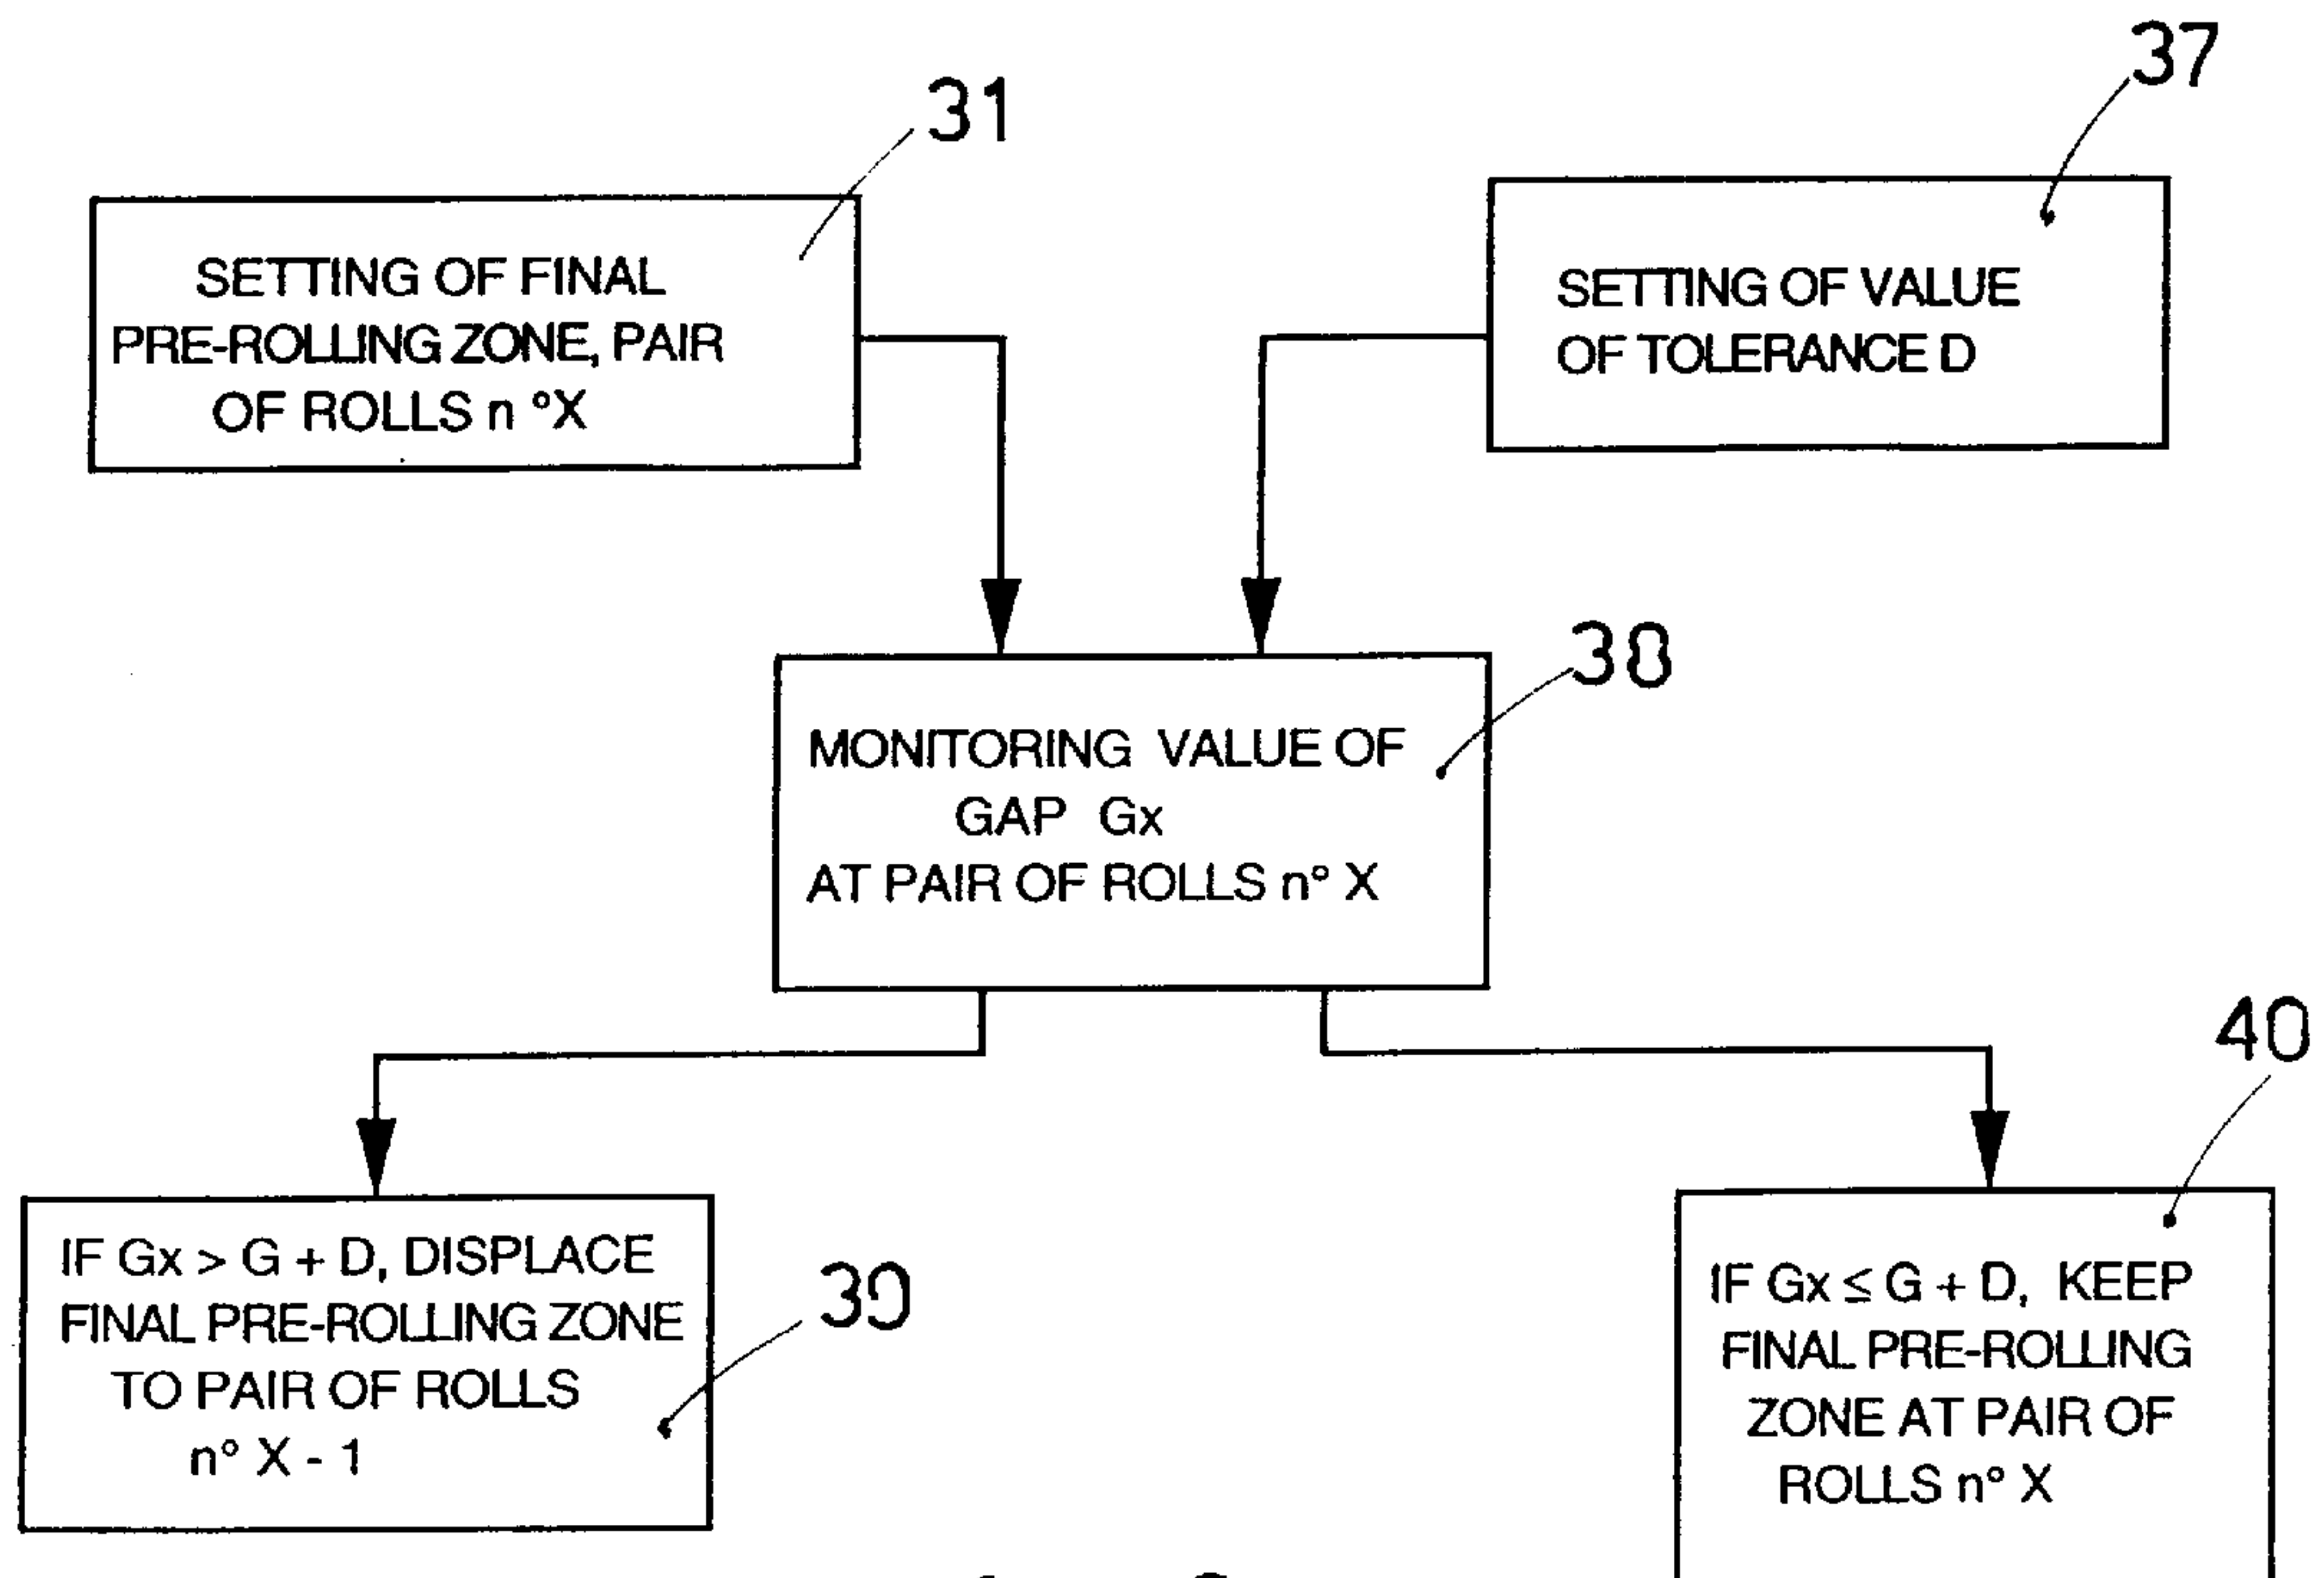 31
37
SETTING OF FINAL
PRE-ROLLING ZONE, PAIR
OF ROLLS n °X
SETTING OF VALUE
OF TOLERANCE D
38
MONITORING VALUE OF
GAP Gx
AT PAIR OF ROLLS n° X
40
IF Gx > G + D, DISPLACE
FINAL PRE-ROLLING ZONE
TO PAIR OF ROLLS
n° X - 1
39
IF Gx ≤ G + D, KEEP
FINAL PRE-ROLLING
ZONE AT PAIR OF
ROLLS n° X